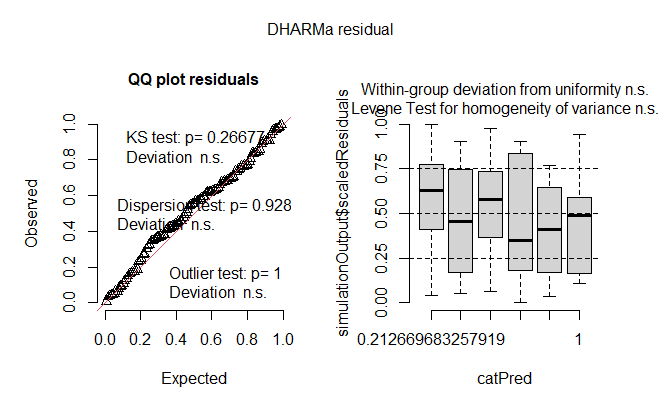 DHARMa residual
QQ plot residuals
KS test: p= 0.26677
Deviation n.s.
Dispersion test: p= 0.928
Deviation n.s.
Outlier test: p= 1
Deviation n.s.
Observed
0.0 0.2 0.4 0.6 0.8 1.0
0.0 0.2 0.4 0.6 0.8 1.0
Expected
Within-group deviation from uniformity n.s.
Levene Test for homogeneity of variance n.s.
simulationOutput$scaledResiduals
0.00 0.25 0.50 0.75 1.00
0.212669683257919 1
catPred